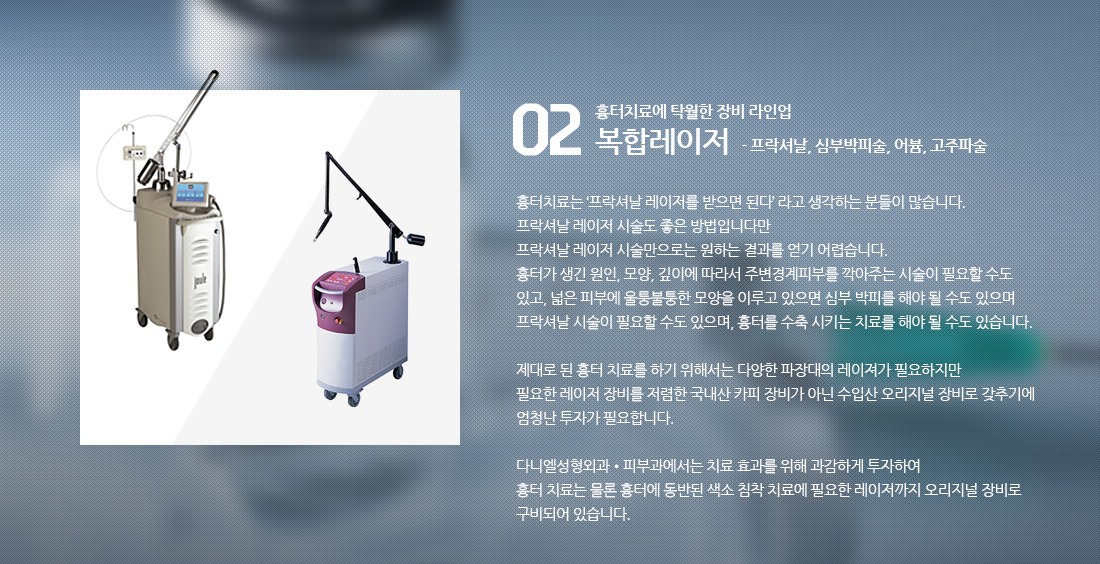 02
흉터치료에 탁월한 장비 라인업
복합레이저 - 프락셔날, 심부박피술, 어븀, 고주파술
흉터치료는 '프락셔날 레이저를 받으면 된다' 라고 생각하는 분들이 많습니다.
프락셔날 레이저 시술도 좋은 방법입니다만
프락셔날 레이저 시술만으로는 원하는 결과를 얻기 어렵습니다.
흉터가 생긴 원인, 모양, 깊이에 따라서 주변경계피부를 깍아주는 시술이 필요할 수도
있고, 넓은 피부에 울퉁불퉁한 모양을 이루고 있으면 심부 박피를 해야 될 수도 있으며
프락셔날 시술이 필요할 수도 있으며, 흉터를 수축 시키는 치료를 해야 될 수도 있습니다.
제대로 된 흉터 치료를 하기 위해서는 다양한 파장대의 레이저가 필요하지만
필요한 레이저 장비를 저렴한 국내산 카피 장비가 아닌 수입산 오리지널 장비로 갖추기에
엄청난 투자가 필요합니다.
다니엘성형외과 • 피부과에서는 치료 효과를 위해 과감하게 투자하여
흉터 치료는 물론 흉터에 동반된 색소 침착 치료에 필요한 레이저까지 오리지널 장비로
구비되어 있습니다.
joule